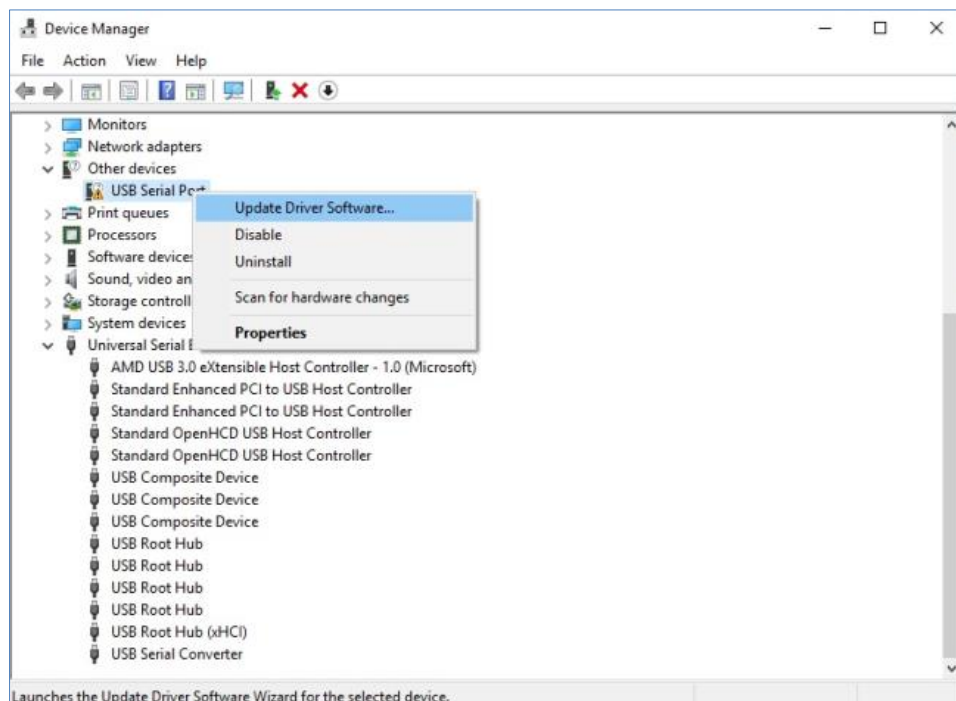 Device Manager
File Action View Help
Monitors
Network adapters
Other devices
USB Serial Port
Update Driver Software...
Print queues
Disable
Processors
Uninstall
Software devices
Sound, video an
Scan for hardware changes
Storage controll
System devices
Properties
Universal Serial
AMD USB 3.0 eXtensible Host Controller - 1.0 (Microsoft)
Standard Enhanced PCI to USB Host Controller
Standard Enhanced PCI to USB Host Controller
Standard OpenHCD USB Host Controller
Standard OpenHCD USB Host Controller
USB Composite Device
USB Composite Device
USB Composite Device
USB Root Hub
USB Root Hub
USB Root Hub
USB Root Hub
USB Root Hub (xHCI)
USB Serial Converter
Launches the Update Driver Software Wizard for the selected device.